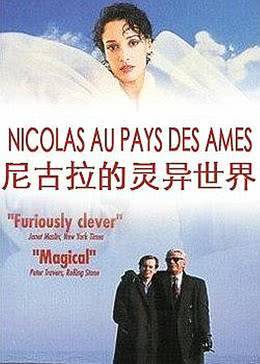 NICOLAS AU PAYS DES AMES
尼古拉的灵异世界
"Furiously clever"
Janet Maslin, New York Times
"Magical"
Peter Travers, Rolling Stone